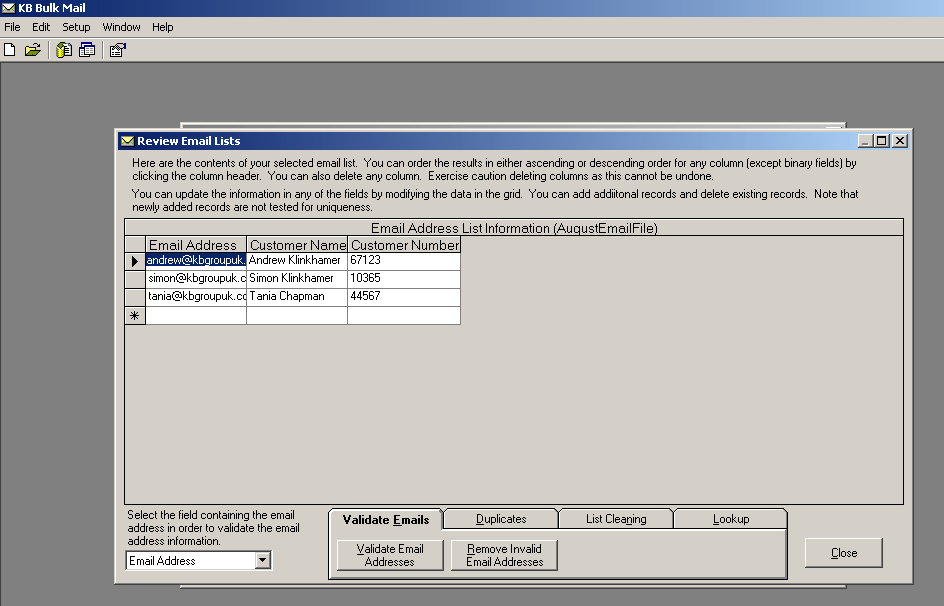 KB Bulk Mail
File Edit Setup Window Help
Review Email Lists
Here are the contents of your selected email list. You can order the results in either ascending or descending order for any column (except binary fields) by
clicking the column header. You can also delete any column. Exercise caution deleting columns as this cannot be undone.
You can update the information in any of the fields by modifying the data in the grid. You can add addiitonal records and delete existing records. Note that
newly added records are not tested for uniqueness.
Email Address List Information (AugustEmailFile)
Email Address Customer Name Customer Number
andrew@kbgroupuk. Andrew Klinkhamer 67123
simon@kbgroupuk.c Simon Klinkhamer 10365
tania@kbgroupuk.cc Tania Chapman 44567
Select the field containing the email
address in order to validate the email
address information.
Email Address
Validate Emails Duplicates List Cleaning Lookup
Validate Email
Addresses
Remove Invalid
Email Addresses
Close